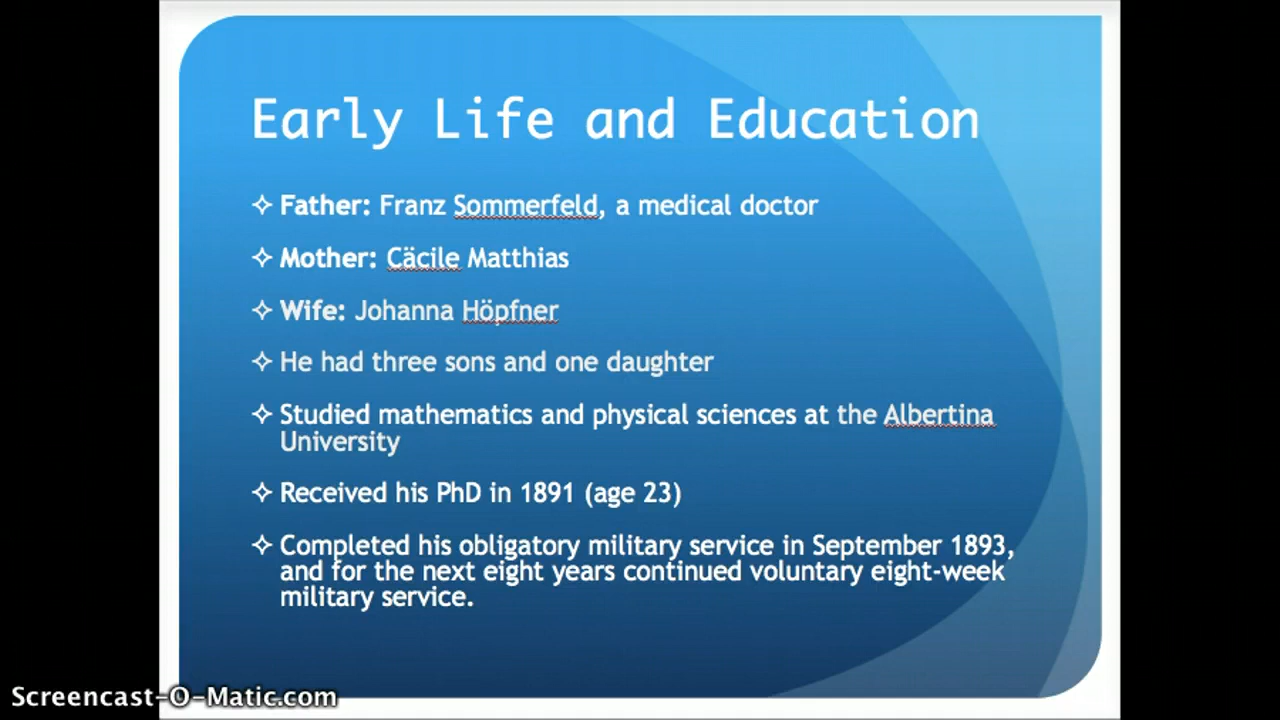 Early Life and Education
✧ Father: Franz Sommerfeld, a medical doctor
✧ Mother: Cäcile Matthias
✧ Wife: Johanna Höpfner
✧ He had three sons and one daughter
✧ Studied mathematics and physical sciences at the Albertina
University
✧ Received his PhD in 1891 (age 23)
✧ Completed his obligatory military service in September 1893,
and for the next eight years continued voluntary eight-week
military service.
Screencast-O-Matic.com